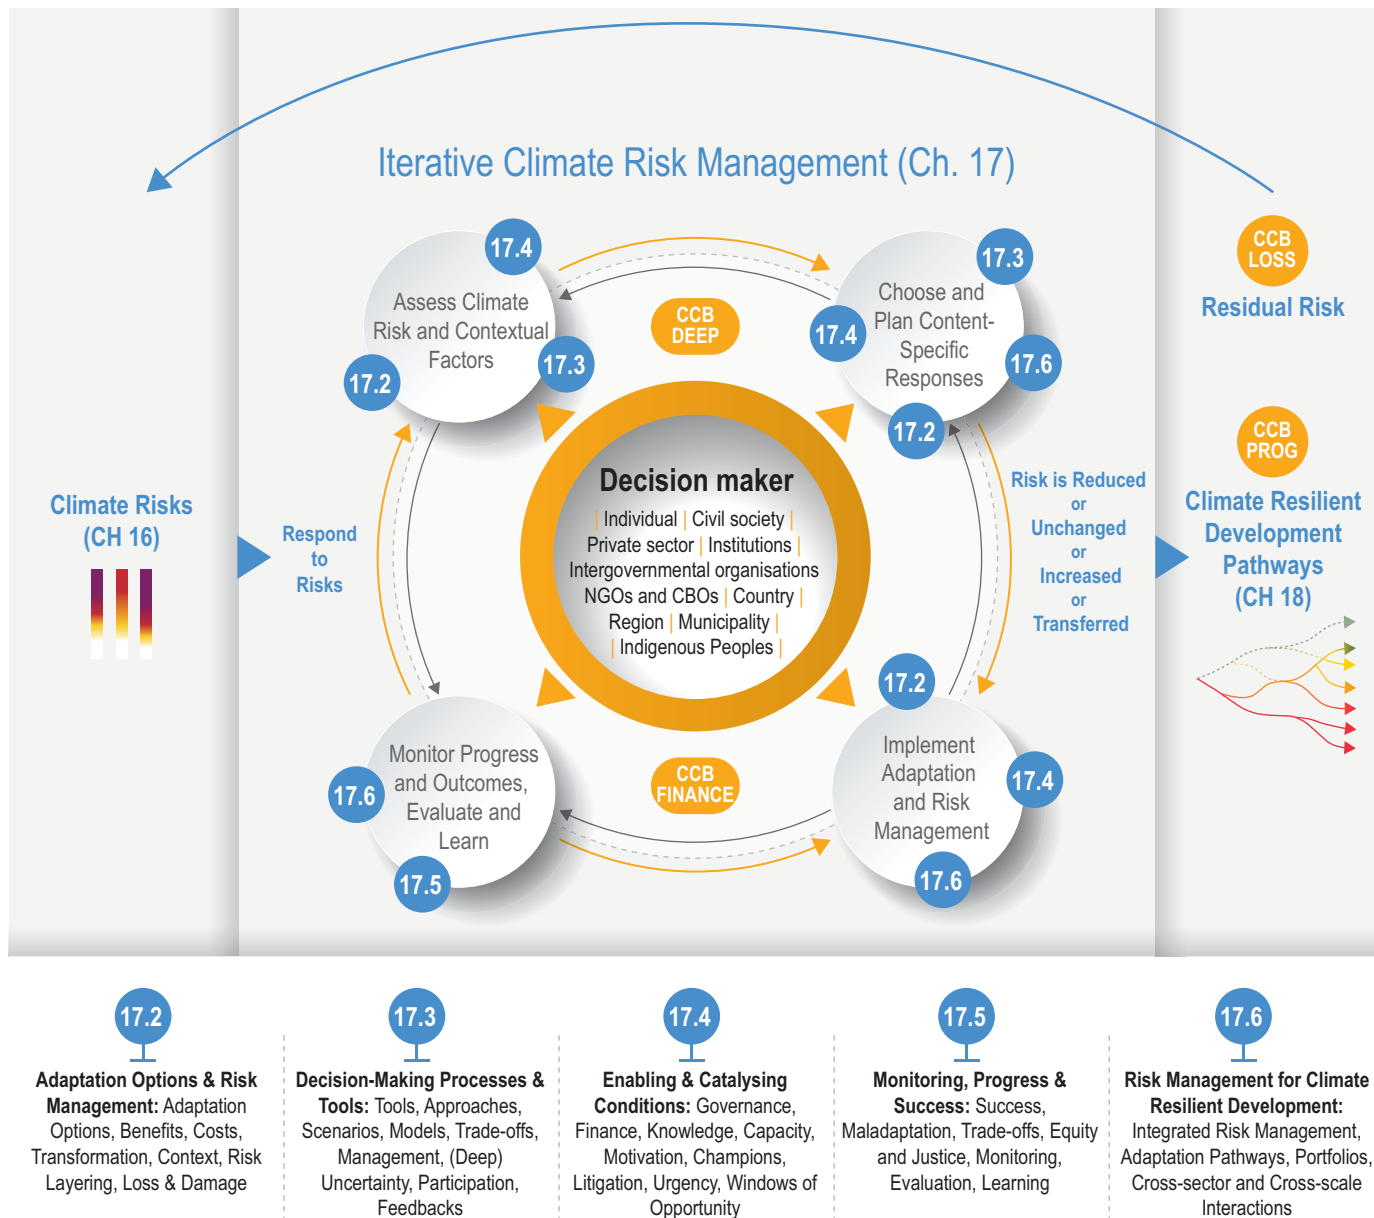 Iterative Climate Risk Management (Ch. 17)
Climate Risks
(CH 16)
Respond
to
Risks
17.4
Assess Climate
Risk and Contextual
Factors
17.3
17.2
CCB
DEEP
17.3
Choose and
Plan Content-
Specific
Responses
17.4
17.6
17.2
Decision maker
| Individual | Civil society |
Private sector | Institutions |
Intergovernmental organisations
NGOs and CBOs | Country |
Region | Municipality |
| Indigenous Peoples |
Risk is Reduced
or
Unchanged
or
Increased
or
Transferred
17.2
Implement
Adaptation
and Risk
Management
17.4
17.6
CCB
FINANCE
Monitor Progress
and Outcomes,
Evaluate and
Learn
17.6
17.5
CCB
LOSS
Residual Risk
CCB
PROG
Climate Resilient
Development
Pathways
(CH 18)
17.2
Adaptation Options & Risk
Management: Adaptation
Options, Benefits, Costs,
Transformation, Context, Risk
Layering, Loss & Damage
17.3
Decision-Making Processes &
Tools: Tools, Approaches,
Scenarios, Models, Trade-offs,
Management, (Deep)
Uncertainty, Participation,
Feedbacks
17.4
Enabling & Catalysing
Conditions: Governance,
Finance, Knowledge, Capacity,
Motivation, Champions,
Litigation, Urgency, Windows of
Opportunity
17.5
Monitoring, Progress &
Success: Success,
Maladaptation, Trade-offs, Equity
and Justice, Monitoring,
Evaluation, Learning
17.6
Risk Management for Climate
Resilient Development:
Integrated Risk Management,
Adaptation Pathways, Portfolios,
Cross-sector and Cross-scale
Interactions